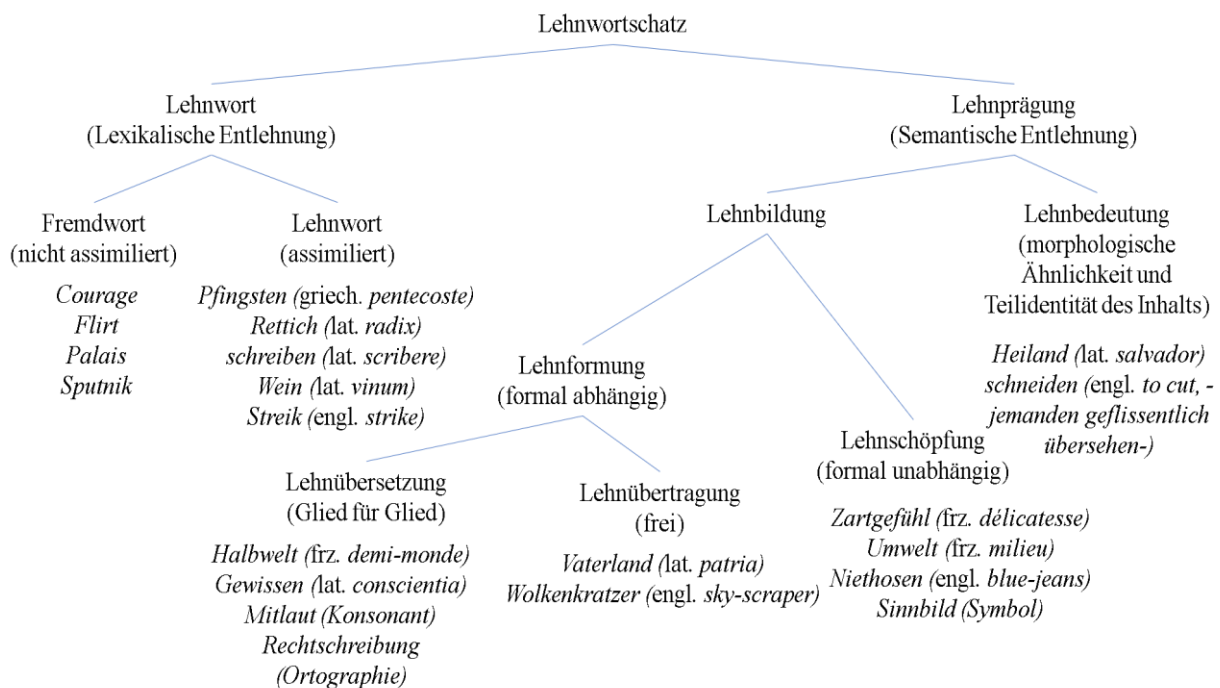 Lehnwortschatz
Lehnwort
(Lexikalische Entlehnung)
Lehnprägung
(Semantische Entlehnung)
Fremdwort
(nicht assimiliert)
Courage
Flirt
Palais
Sputnik
Lehnwort
(assimiliert)
Pfingsten (griech. pentecoste)
Rettich (lat. radix)
schreiben (lat. scribere)
Wein (lat. vinum)
Streik (engl. strike)
Lehnbildung
Lehnbedeutung
(morphologische
Ähnlichkeit und
Teilidentität des Inhalts)
Heiland (lat. salvador)
schneiden (engl. to cut, -
jemanden geflissentlich
übersehen-)
Lehnformung
(formal abhängig)
Lehnschöpfung
(formal unabhängig)
Zartgefühl (frz. délicatesse)
Umwelt (frz. milieu)
Niethosen (engl. blue-jeans)
Sinnbild (Symbol)
Lehnübersetzung
(Glied für Glied)
Halbwelt (frz. demi-monde)
Gewissen (lat. conscientia)
Mitlaut (Konsonant)
Rechtschreibung
(Ortographie)
Lehnübertragung
(frei)
Vaterland (lat. patria)
Wolkenkratzer (engl. sky-scraper)